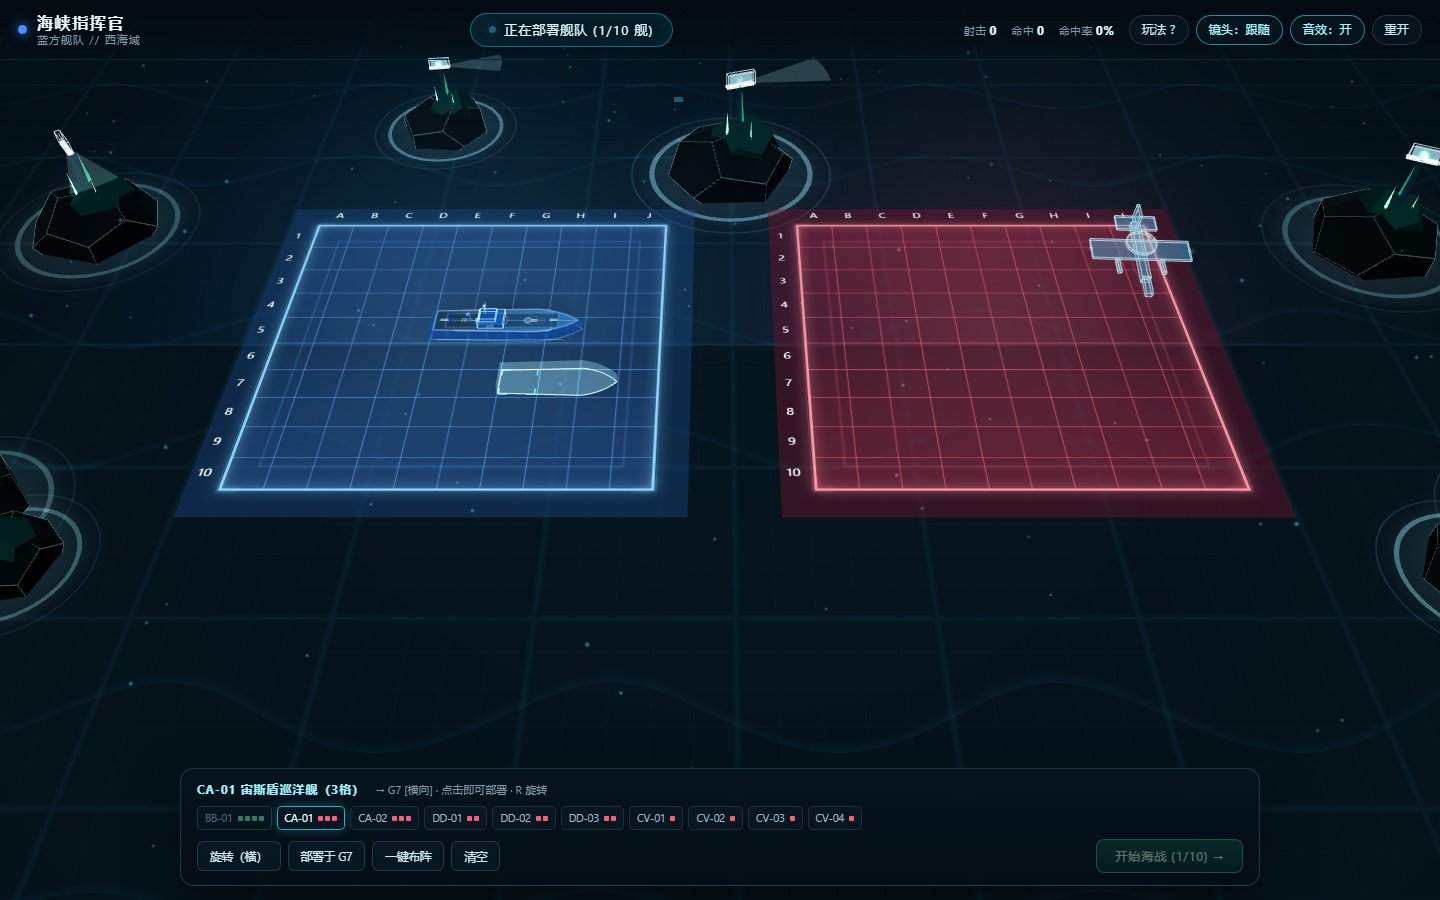 海峡指挥官
蓝方舰队 // 西海域
正在部署舰队 (1/10 舰)
射击 0 命中 0 命中率 0%
玩法 ?
镜头: 跟随
音效: 开
重开
A B C D E F G H I J
1
2
3
4
5
6
7
8
9
10
A B C D E F G H I
1
2
3
4
5
6
7
8
9
10
CA-01 宙斯盾巡洋舰 (3格) → G7 [横向] · 点击即可部署 · R 旋转
BB-01 CA-01 CA-02 DD-01 DD-02 DD-03 CV-01 CV-02 CV-03 CV-04
旋转 (横) 部署于 G7 一键布阵 清空
开始海战 (1/10) →